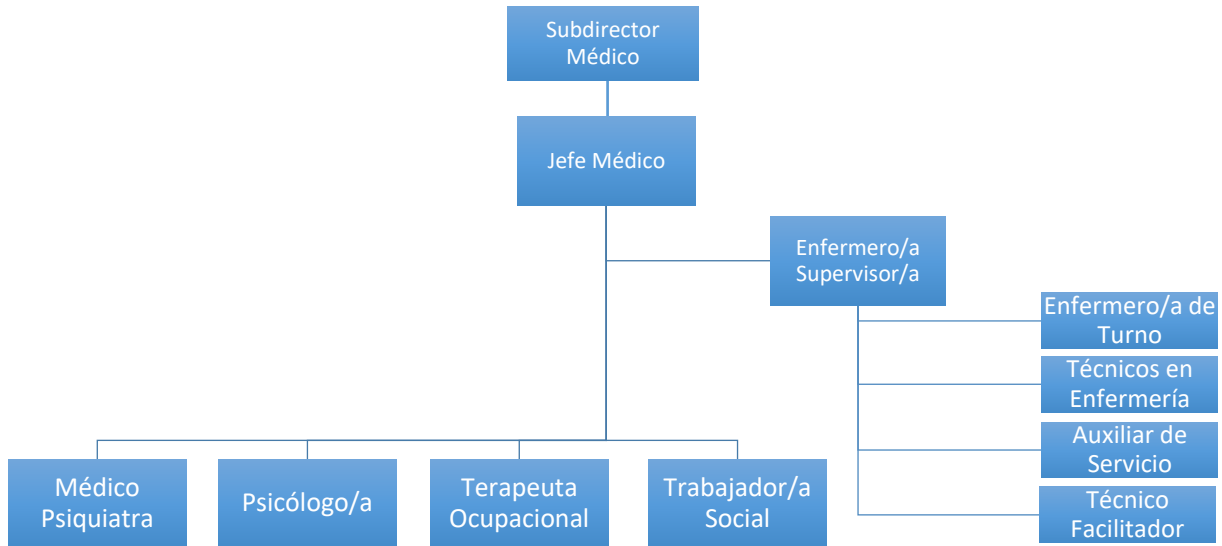 Subdirector
Médico
Jefe Médico
Enfermero/a
Supervisor/a
Enfermero/a de
Turno
Técnicos en
Enfermería
Auxiliar de
Servicio
Técnico
Facilitador
Médico
Psiquiatra
Psicólogo/a
Terapeuta
Ocupacional
Trabajador/a
Social